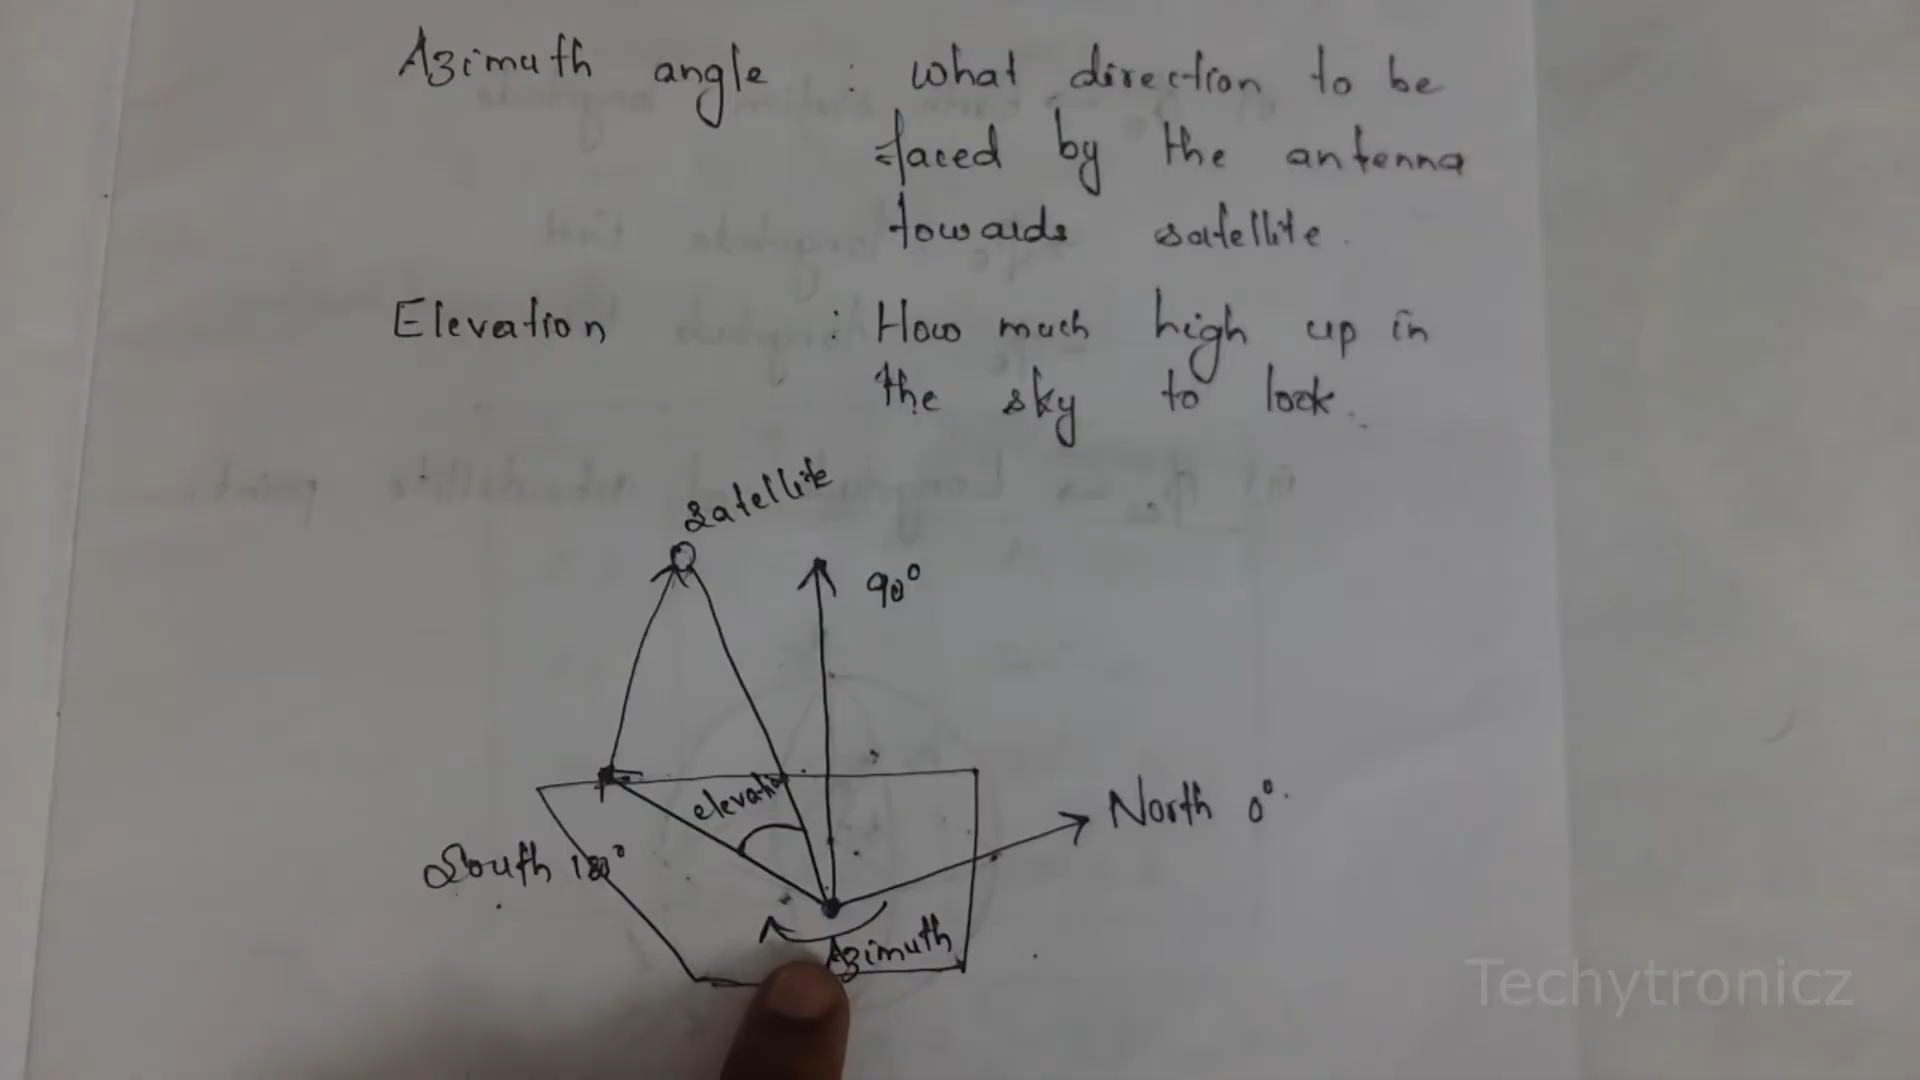 Azimuth angle : what direction to be
faced by the antenna
towards satellite.
Elevation : How much high up in
the sky to look.
satellite
90°
elevation
North 0°.
South 180°
Azimuth
Techytronicz